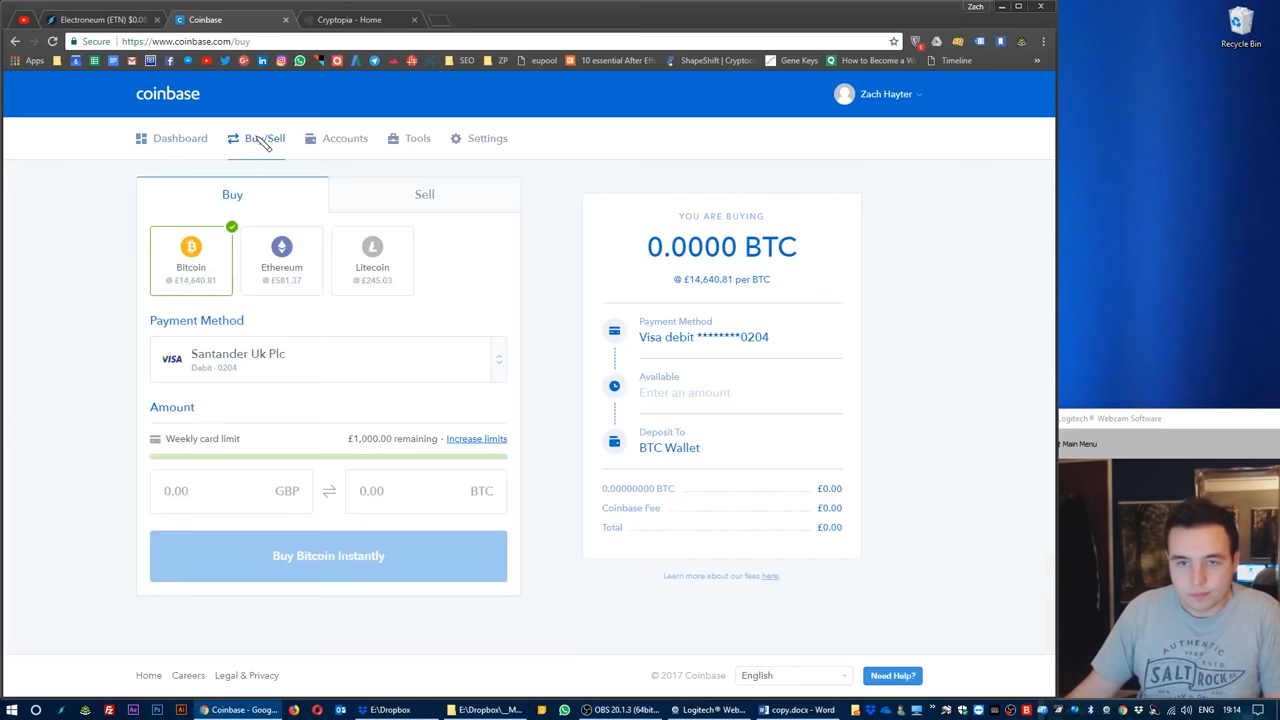 Zach
Electroneum (ETN) $0.08
Coinbase
Cryptopia - Home
Secure
https://www.coinbase.com/buy
Apps
SEO
ZP
eupool
10 essential After Eff
ShapeShift | Cryptoc
Gene Keys
How to Become a W
Timeline
Recycle Bin
coinbase
Zach Hayter
Dashboard
Buy/Sell
Accounts
Tools
Settings
Buy
Sell
Bitcoin
@ £14,640.81
Ethereum
@ £581.37
Litecoin
@ £245.03
Payment Method
VISA
Santander Uk Plc
Debit · 0204
Amount
Weekly card limit
£1,000.00 remaining · Increase limits
0.00 GBP
0.00 BTC
Buy Bitcoin Instantly
YOU ARE BUYING
0.0000 BTC
@ £14,640.81 per BTC
Payment Method
Visa debit ********0204
Available
Enter an amount
Deposit To
BTC Wallet
0.00000000 BTC £0.00
Coinbase Fee £0.00
Total £0.00
Learn more about our fees here.
Logitech® Webcam Software
Main Menu
AUTHENTIC
SALT ROCK
Home
Careers
Legal & Privacy
© 2017 Coinbase
English
Need Help?
Coinbase - Goog...
E:\Dropbox
E:\Dropbox\__M...
OBS 20.1.3 (64bit...
Logitech® Web...
copy.docx - Word
19:14